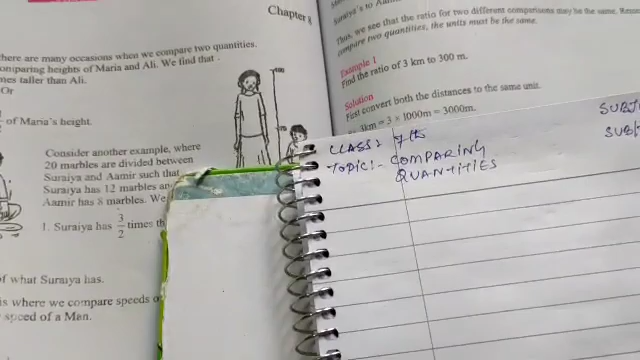 Chapter 8
here are many occasions when we compare two quantities.
omparing heights of Maria and Ali. We find that
mes taller than Ali.
Or
of Maria's height.
Consider another example, where
20 marbles are divided between
Suraiya and Aamir such that
Suraiya has 12 marbles an
Aamir has 8 marbles. We
1. Suraiya has 3/2 times th
of what Suraiya has.
is where we compare speeds o
speed of a Man.
Suraiya's to
Thus, we see that the ratio for two different comparisons may be the same.
compare two quantities, the units must be the same.
Example 1
Find the ratio of 3 km to 300 m.
Solution
First convert both the distances to the same unit.
3km = 3 × 1000m = 3000m.
CLASS: 7th
TOPIC:- COMPARING
QUANTITIES
SUBJ
SUB/T